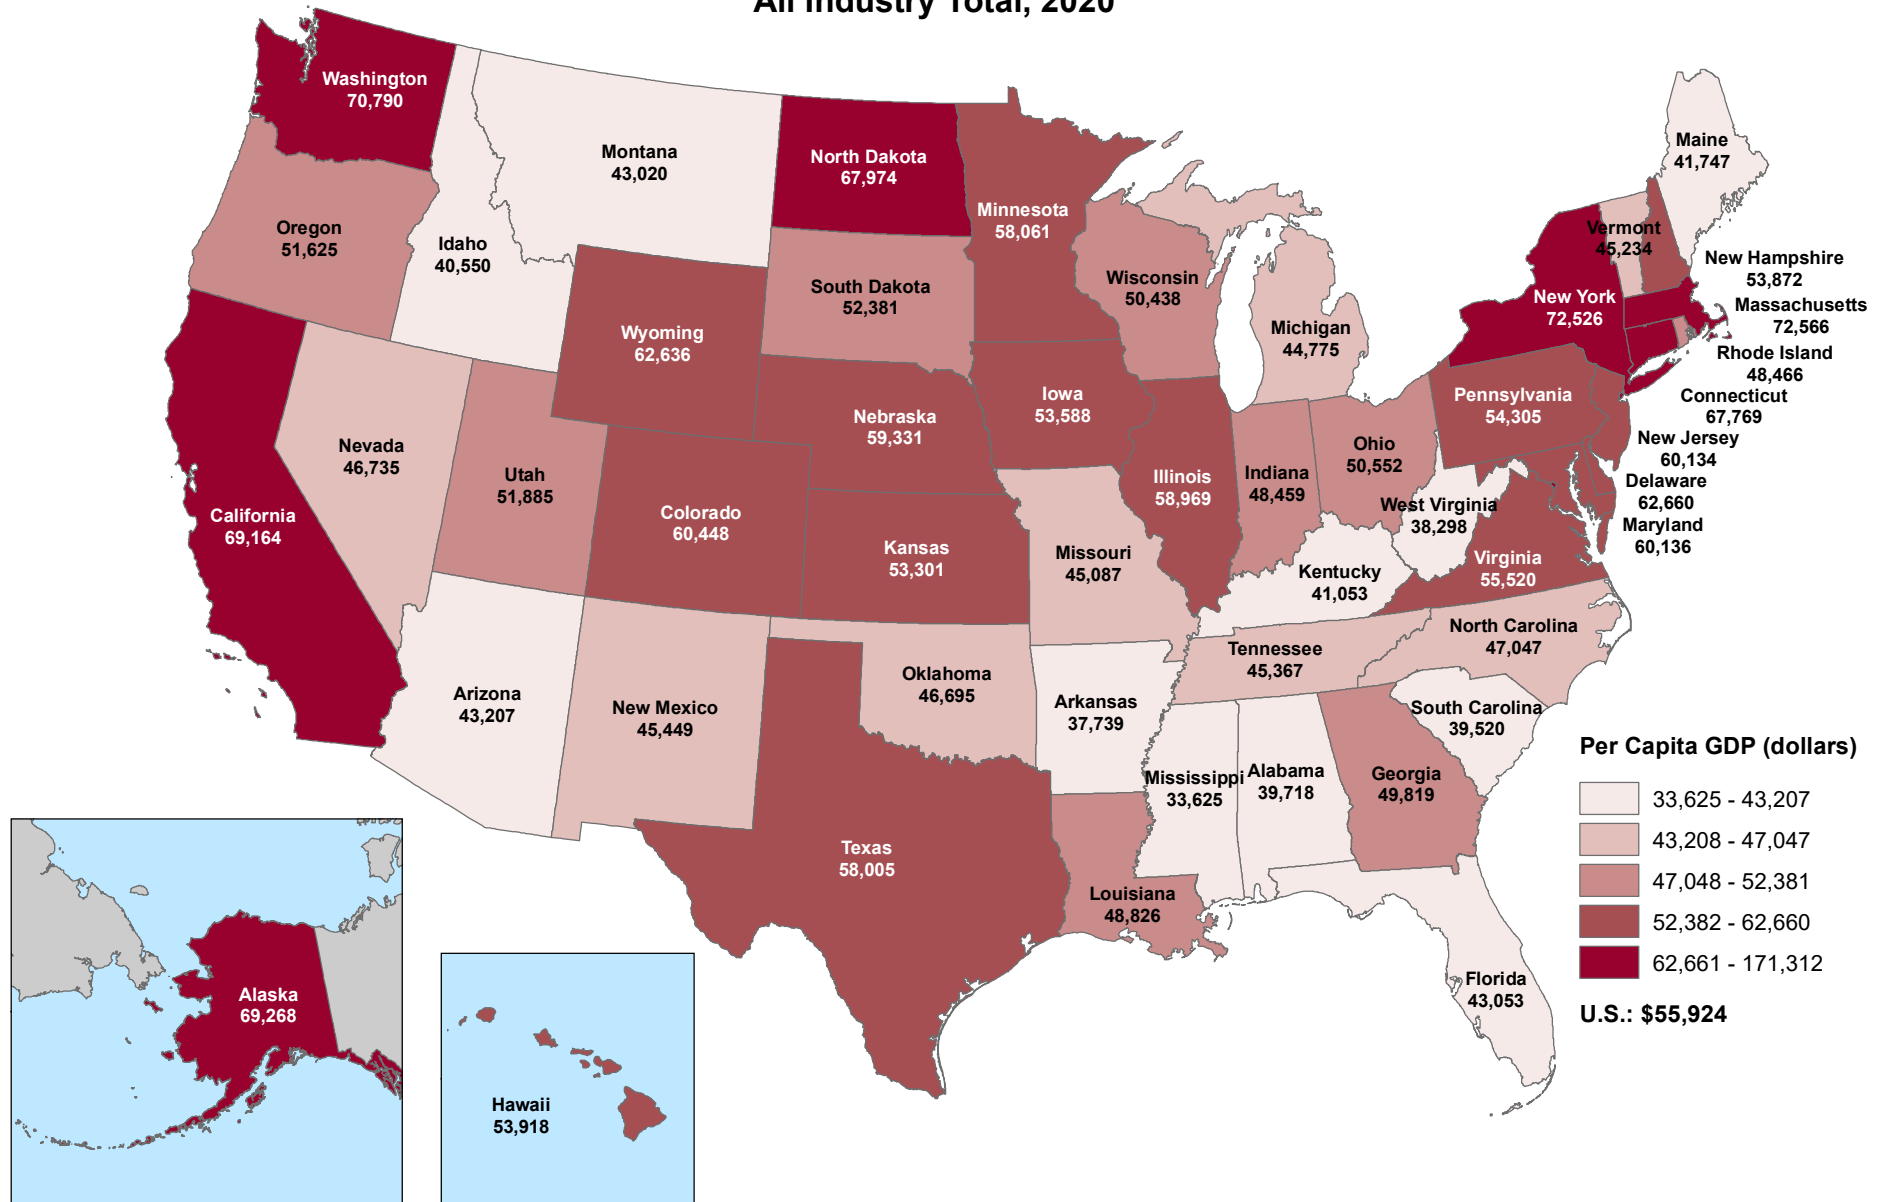 All Industry Total, 2020
Washington
70,790
Montana
43,020
North Dakota
67,974
Minnesota
58,061
Maine
41,747
Oregon
51,625
Idaho
40,550
South Dakota
52,381
Wisconsin
50,438
Michigan
44,775
Vermont
45,234
New Hampshire
53,872
New York
72,526
Massachusetts
72,566
Rhode Island
48,466
Connecticut
67,769
New Jersey
60,134
Delaware
62,660
Maryland
60,136
Wyoming
62,636
Nebraska
59,331
Iowa
53,588
Pennsylvania
54,305
Nevada
46,735
Utah
51,885
Illinois
58,969
Indiana
48,459
Ohio
50,552
West Virginia
38,298
California
69,164
Colorado
60,448
Kansas
53,301
Missouri
45,087
Kentucky
41,053
Virginia
55,520
North Carolina
47,047
Tennessee
45,367
Arizona
43,207
New Mexico
45,449
Oklahoma
46,695
Arkansas
37,739
South Carolina
39,520
Mississippi
33,625
Alabama
39,718
Georgia
49,819
Texas
58,005
Louisiana
48,826
Florida
43,053
Alaska
69,268
Hawaii
53,918
Per Capita GDP (dollars)
33,625 - 43,207
43,208 - 47,047
47,048 - 52,381
52,382 - 62,660
62,661 - 171,312
U.S.: $55,924